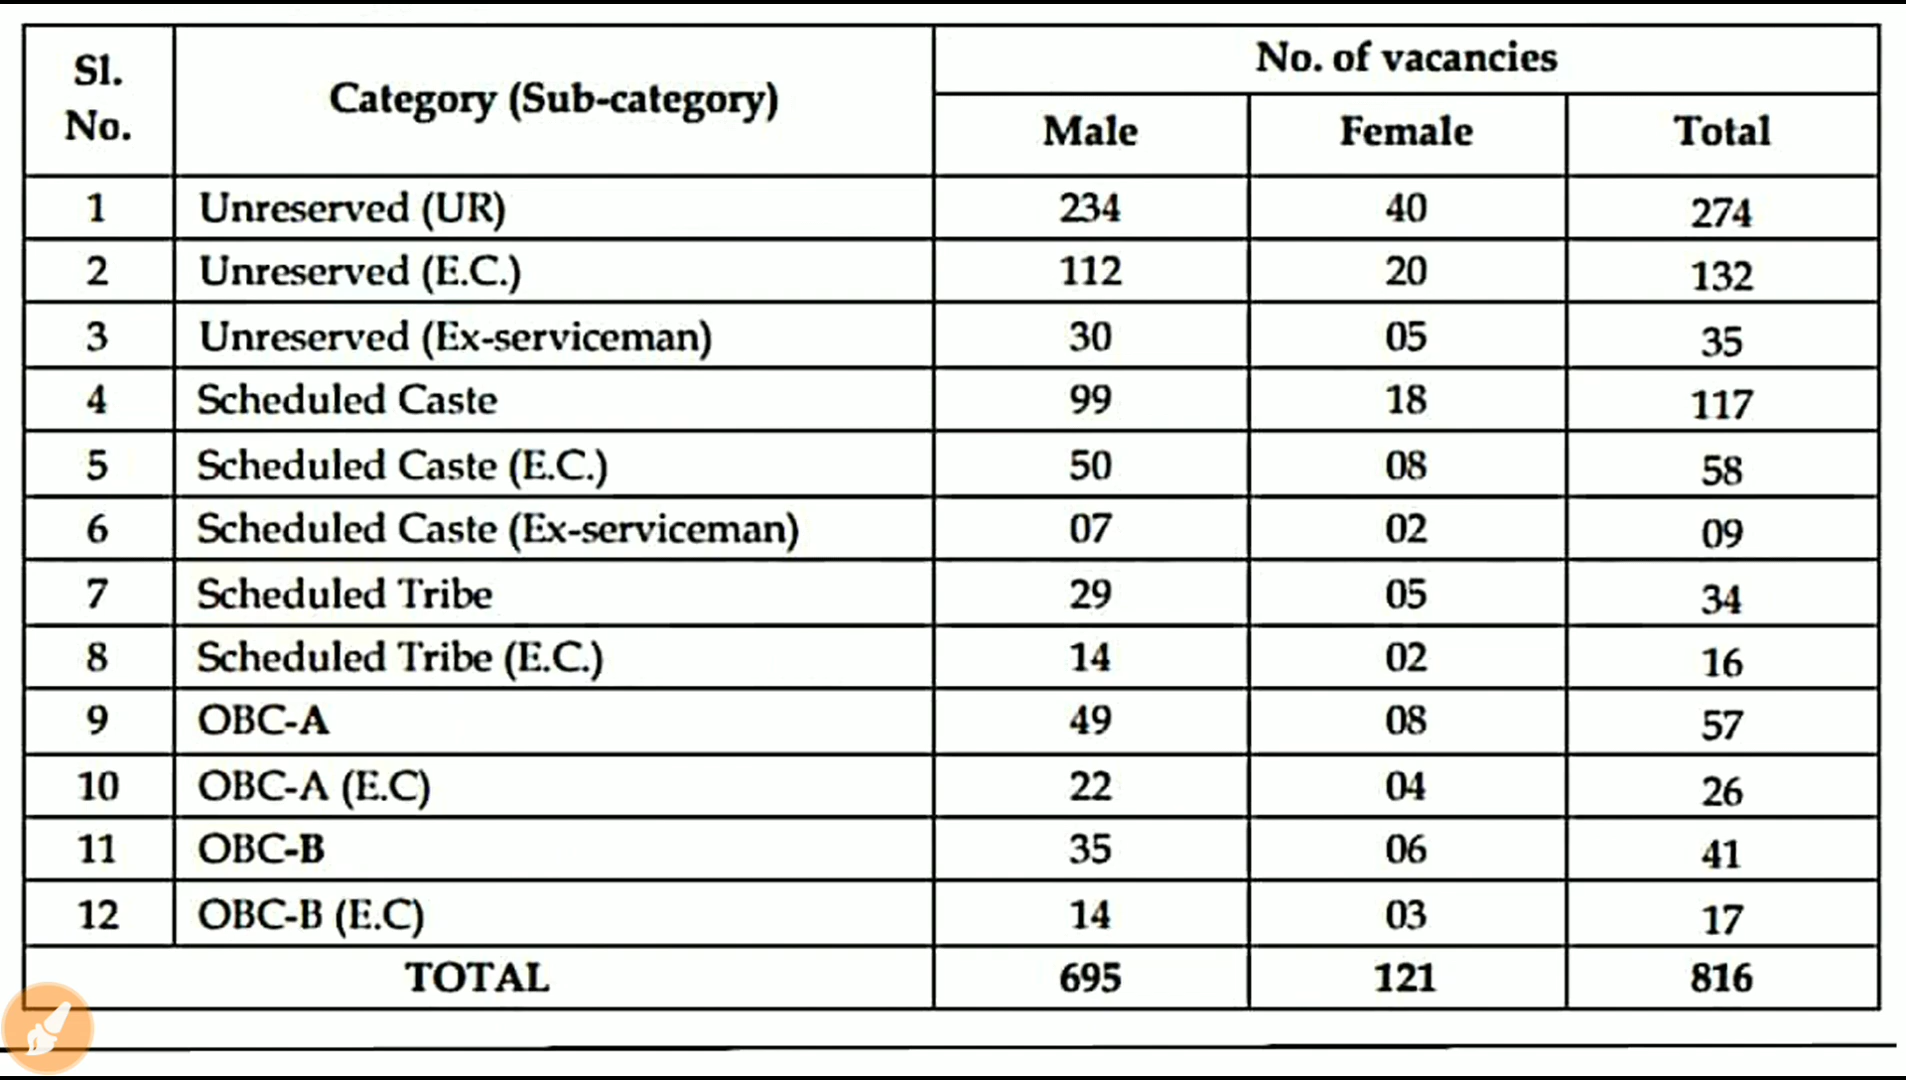 Sl. No. Category (Sub-category) No. of vacancies
Male Female Total
1 Unreserved (UR) 234 40 274
2 Unreserved (E.C.) 112 20 132
3 Unreserved (Ex-serviceman) 30 05 35
4 Scheduled Caste 99 18 117
5 Scheduled Caste (E.C.) 50 08 58
6 Scheduled Caste (Ex-serviceman) 07 02 09
7 Scheduled Tribe 29 05 34
8 Scheduled Tribe (E.C.) 14 02 16
9 OBC-A 49 08 57
10 OBC-A (E.C) 22 04 26
11 OBC-B 35 06 41
12 OBC-B (E.C) 14 03 17
TOTAL 695 121 816